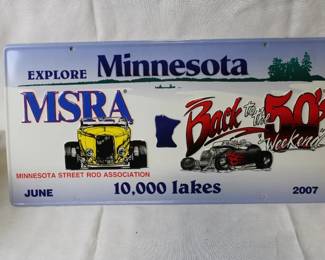 EXPLORE Minnesota
MSRA
Back to the 50's
Weekend
MINNESOTA STREET ROD ASSOCIATION
JUNE 10,000 lakes 2007